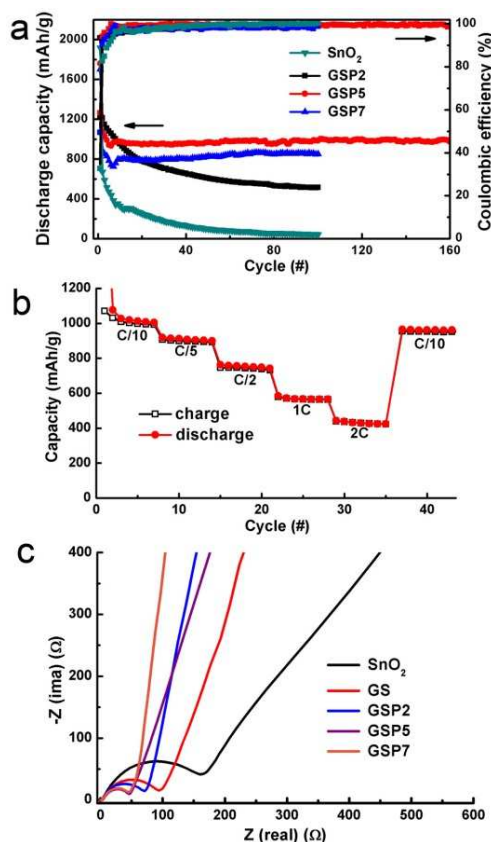 a
Discharge capacity (mAh/g)
2000
1600
1200
800
400
0
SnO₂
GSP2
GSP5
GSP7
100
80
60
40
20
0
Coulombic efficiency (%)
0 40 80 120 160
Cycle (#)
b
Capacity (mAh/g)
1200
1000
800
600
400
200
0
C/10
C/5
C/2
1C
2C
C/10
charge
discharge
0 10 20 30 40
Cycle (#)
c
-Z (ima) (Ω)
400
300
200
100
0
SnO₂
GS
GSP2
GSP5
GSP7
0 100 200 300 400 500 600
Z (real) (Ω)